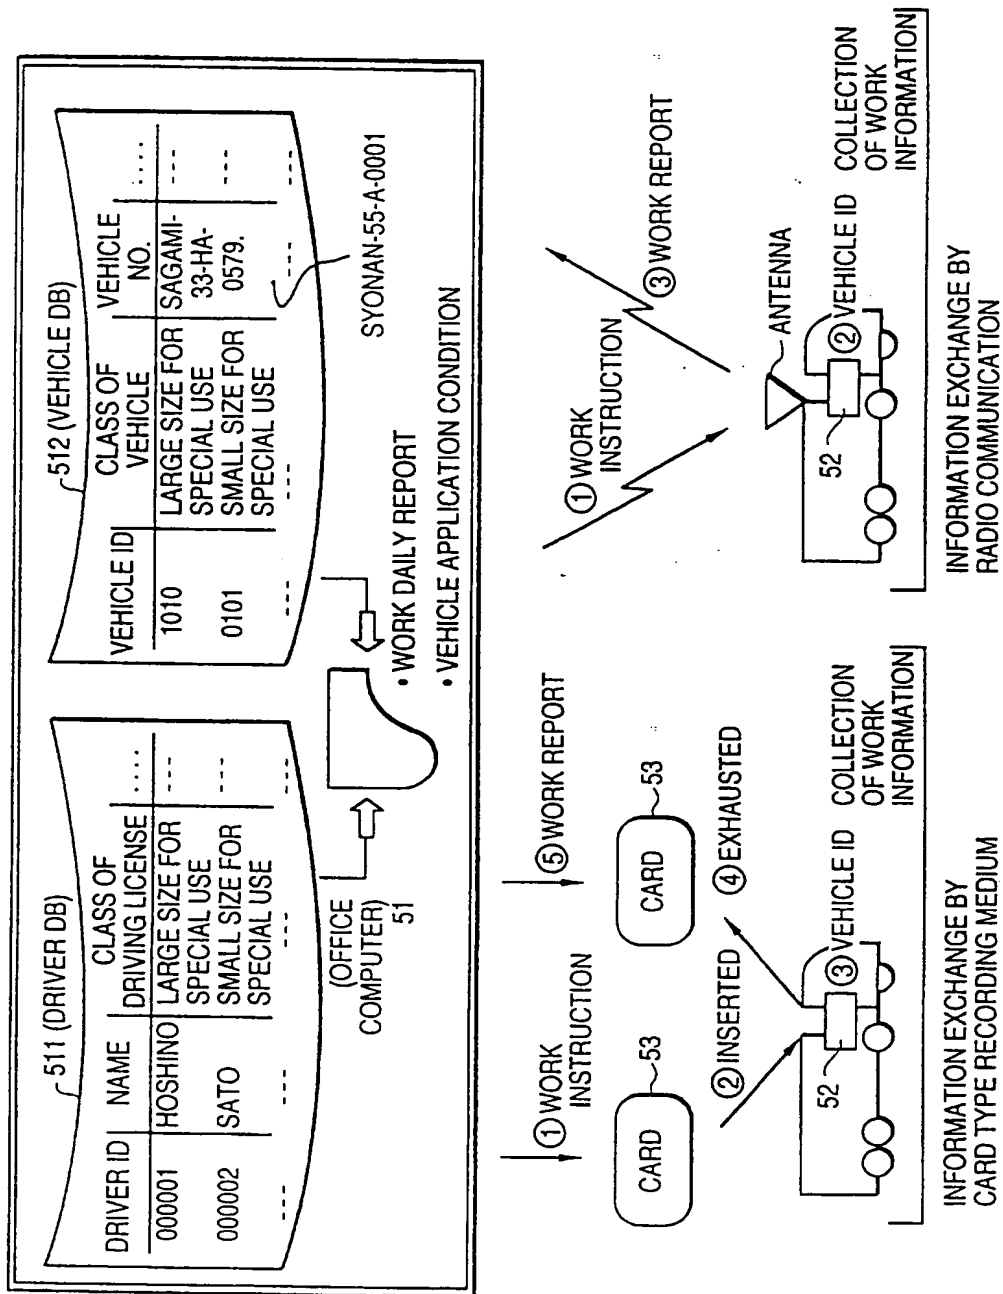 511 (DRIVER DB)
DRIVER ID
NAME
CLASS OF
DRIVING LICENSE
....
000001
HOSHINO
LARGE SIZE FOR
SPECIAL USE
---
000002
SATO
SMALL SIZE FOR
SPECIAL USE
---
---
---
---
---
512 (VEHICLE DB)
VEHICLE ID
CLASS OF
VEHICLE
VEHICLE
NO.
....
1010
LARGE SIZE FOR
SPECIAL USE
SAGAMI-
33-HA-
0579.
---
0101
SMALL SIZE FOR
SPECIAL USE
---
---
---
---
---
SYONAN-55-A-0001
(OFFICE
COMPUTER)
51
• WORK DAILY REPORT
• VEHICLE APPLICATION CONDITION
① WORK
INSTRUCTION
⑤ WORK REPORT
CARD
53
CARD
53
② INSERTED
④ EXHAUSTED
52
③ VEHICLE ID
COLLECTION
OF WORK
INFORMATION
INFORMATION EXCHANGE BY
CARD TYPE RECORDING MEDIUM
① WORK
INSTRUCTION
③ WORK REPORT
ANTENNA
52
② VEHICLE ID
COLLECTION
OF WORK
INFORMATION
INFORMATION EXCHANGE BY
RADIO COMMUNICATION